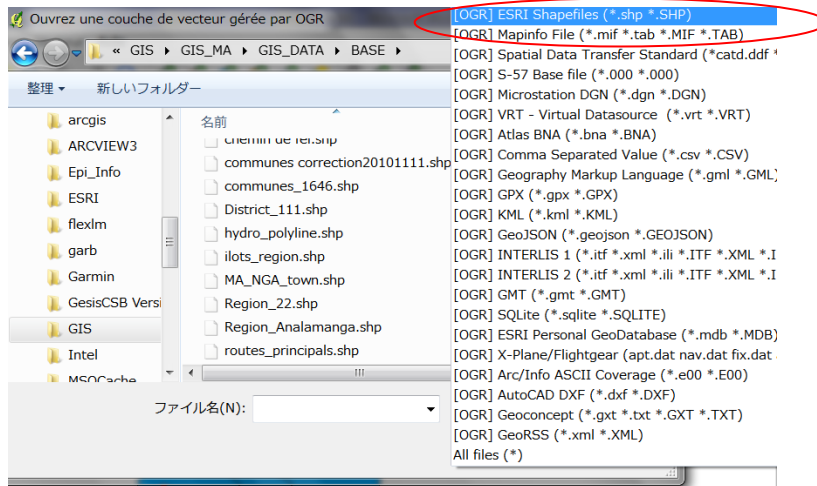 Ouvrez une couche de vecteur gérée par OGR
« GIS ▸ GIS_MA ▸ GIS_DATA ▸ BASE ▸
整理 ▾ 新しいフォルダー
arcgis
ARCVIEW3
Epi_Info
ESRI
flexlm
garb
Garmin
GesisCSB Versi
GIS
Intel
MSOCache
名前
chemin de fer.shp
communes correction20101111.shp
communes_1646.shp
District_111.shp
hydro_polyline.shp
ilots_region.shp
MA_NGA_town.shp
Region_22.shp
Region_Analamanga.shp
routes_principals.shp
ファイル名(N):
[OGR] ESRI Shapefiles (*.shp *.SHP)
[OGR] Mapinfo File (*.mif *.tab *.MIF *.TAB)
[OGR] Spatial Data Transfer Standard (*catd.ddf *
[OGR] S-57 Base file (*.000 *.000)
[OGR] Microstation DGN (*.dgn *.DGN)
[OGR] VRT - Virtual Datasource (*.vrt *.VRT)
[OGR] Atlas BNA (*.bna *.BNA)
[OGR] Comma Separated Value (*.csv *.CSV)
[OGR] Geography Markup Language (*.gml *.GML)
[OGR] GPX (*.gpx *.GPX)
[OGR] KML (*.kml *.KML)
[OGR] GeoJSON (*.geojson *.GEOJSON)
[OGR] INTERLIS 1 (*.itf *.xml *.ili *.ITF *.XML *.I
[OGR] INTERLIS 2 (*.itf *.xml *.ili *.ITF *.XML *.I
[OGR] GMT (*.gmt *.GMT)
[OGR] SQLite (*.sqlite *.SQLITE)
[OGR] ESRI Personal GeoDatabase (*.mdb *.MDB)
[OGR] X-Plane/Flightgear (apt.dat nav.dat fix.dat
[OGR] Arc/Info ASCII Coverage (*.e00 *.E00)
[OGR] AutoCAD DXF (*.dxf *.DXF)
[OGR] Geoconcept (*.gxt *.txt *.GXT *.TXT)
[OGR] GeoRSS (*.xml *.XML)
All files (*)